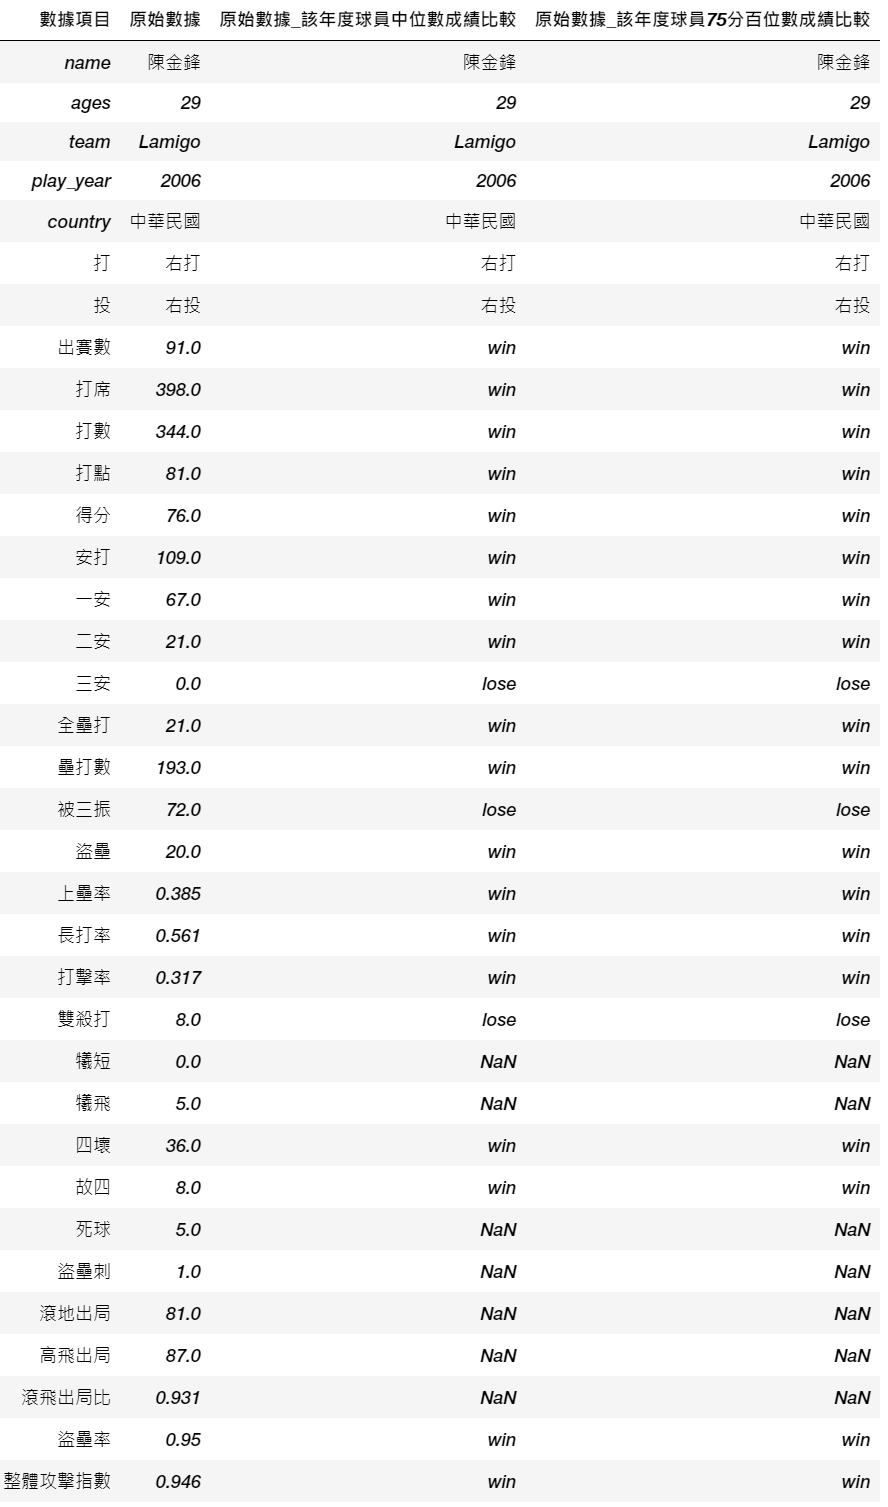 數據項目 原始數據 原始數據_該年度球員中位數成績比較 原始數據_該年度球員75分百位數成績比較
name 陳金鋒 陳金鋒 陳金鋒
ages 29 29 29
team Lamigo Lamigo Lamigo
play_year 2006 2006 2006
country 中華民國 中華民國 中華民國
打 右打 右打 右打
投 右投 右投 右投
出賽數 91.0 win win
打席 398.0 win win
打數 344.0 win win
打點 81.0 win win
得分 76.0 win win
安打 109.0 win win
一安 67.0 win win
二安 21.0 win win
三安 0.0 lose lose
全壘打 21.0 win win
壘打數 193.0 win win
被三振 72.0 lose lose
盜壘 20.0 win win
上壘率 0.385 win win
長打率 0.561 win win
打擊率 0.317 win win
雙殺打 8.0 lose lose
犧短 0.0 NaN NaN
犧飛 5.0 NaN NaN
四壞 36.0 win win
故四 8.0 win win
死球 5.0 NaN NaN
盜壘刺 1.0 NaN NaN
滾地出局 81.0 NaN NaN
高飛出局 87.0 NaN NaN
滾飛出局比 0.931 NaN NaN
盜壘率 0.95 win win
整體攻擊指數 0.946 win win